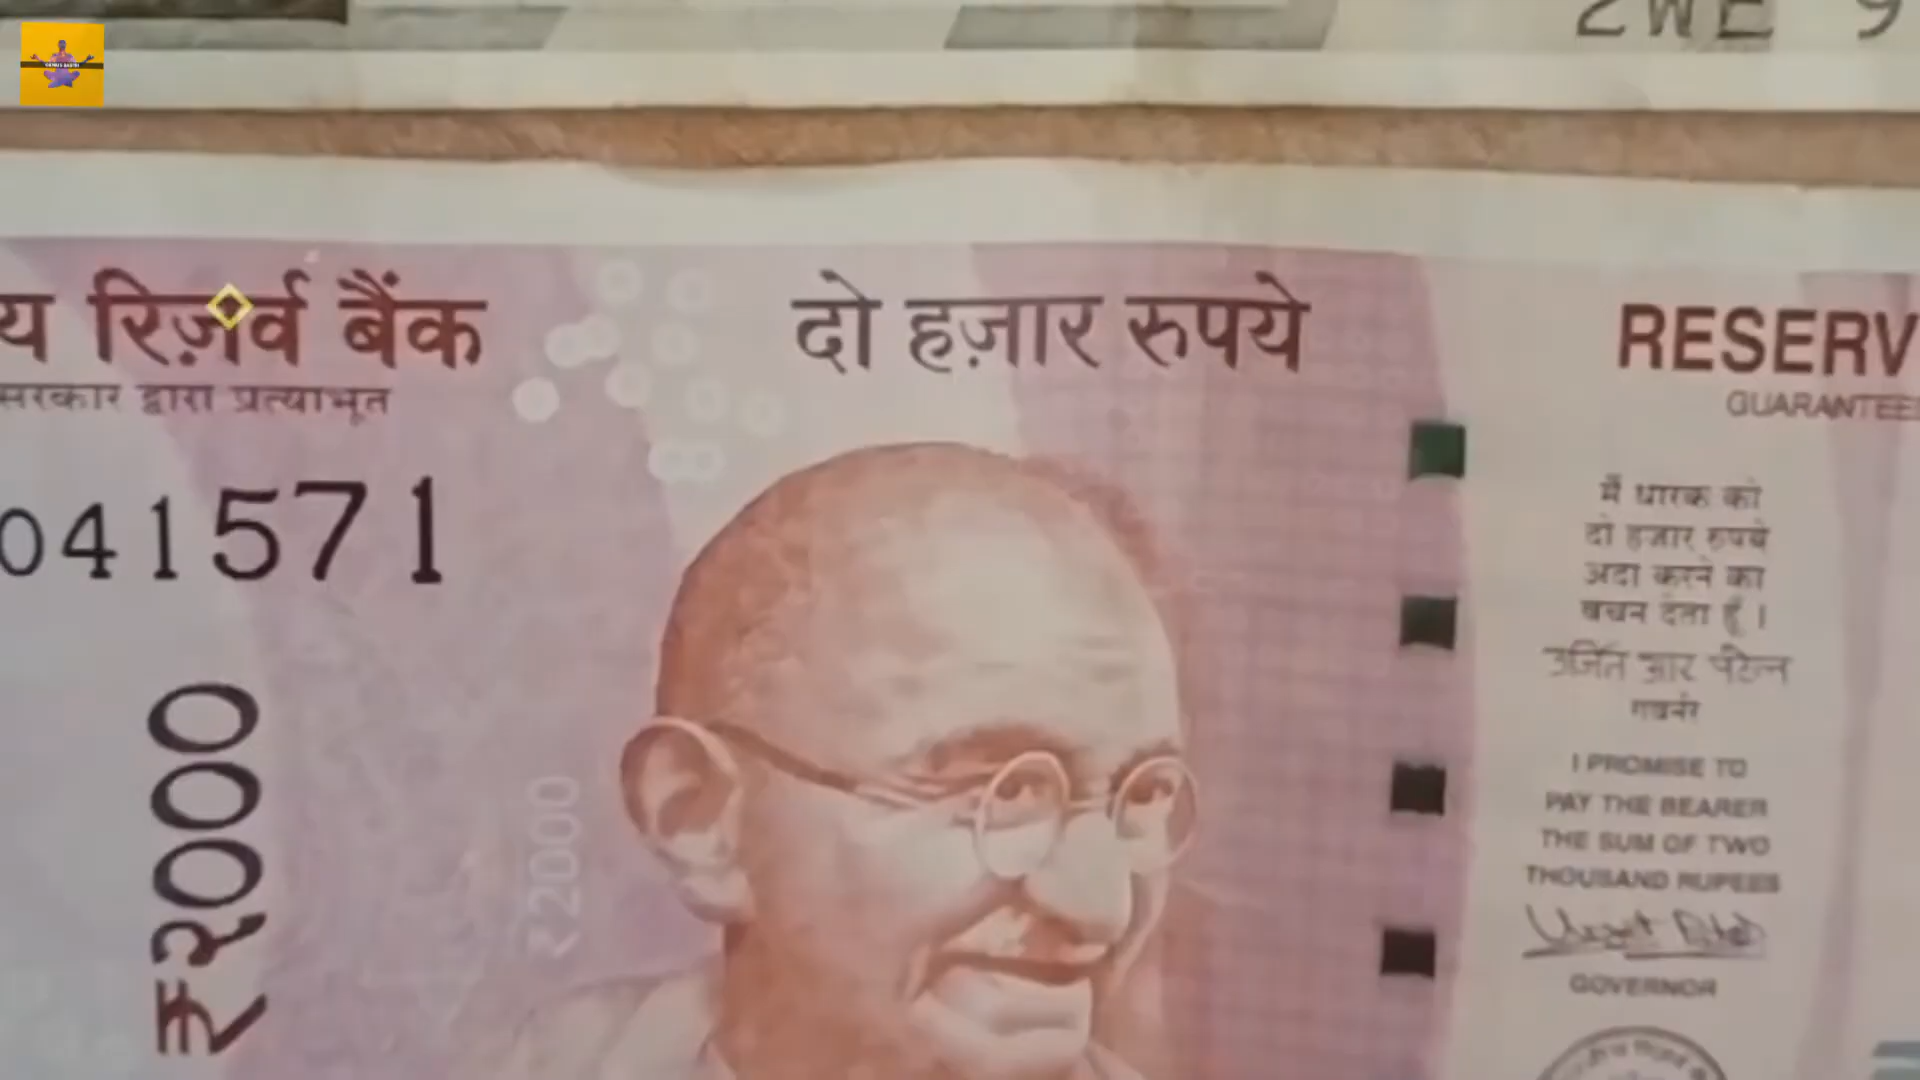 2WE 9
य रिज़र्व बैंक
सरकार द्वारा प्रत्याभूत
041571
₹२०००
₹2000
दो हज़ार रुपये
RESERV
GUARANTEE
मैं धारक को
दो हज़ार रुपये
अदा करने का
वचन देता हूँ ।
उर्जित आर पटेल
गवर्नर
I PROMISE TO
PAY THE BEARER
THE SUM OF TWO
THOUSAND RUPEES
GOVERNOR